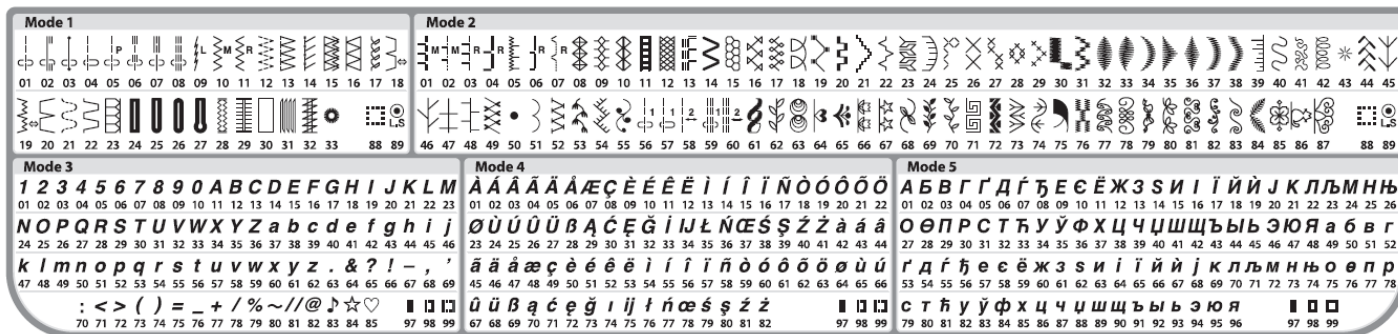 Mode 1
P L M R
01 02 03 04 05 06 07 08 09 10 11 12 13 14 15 16 17 18
L.S
19 20 21 22 23 24 25 26 27 28 29 30 31 32 33 88 89
Mode 2
M R M R R R
01 02 03 04 05 06 07 08 09 10 11 12 13 14 15 16 17 18 19 20 21 22 23 24 25 26 27 28 29 30 31 32 33 34 35 36 37 38 39 40 41 42 43 44 45
1 1 2 1 2 L.S
46 47 48 49 50 51 52 53 54 55 56 57 58 59 60 61 62 63 64 65 66 67 68 69 70 71 72 73 74 75 76 77 78 79 80 81 82 83 84 85 86 87 88 89
Mode 3
1 2 3 4 5 6 7 8 9 0 A B C D E F G H I J K L M
01 02 03 04 05 06 07 08 09 10 11 12 13 14 15 16 17 18 19 20 21 22 23
N O P Q R S T U V W X Y Z a b c d e f g h i j
24 25 26 27 28 29 30 31 32 33 34 35 36 37 38 39 40 41 42 43 44 45 46
k l m n o p q r s t u v w x y z . & ? ! – , ’
47 48 49 50 51 52 53 54 55 56 57 58 59 60 61 62 63 64 65 66 67 68 69
: < > ( ) = _ + / % ~ // @ ♪ ☆ ♡
70 71 72 73 74 75 76 77 78 79 80 81 82 83 84 85 97 98 99
Mode 4
À Á Â Ã Ä Å Æ Ç È É Ê Ë Ì Í Î Ï Ñ Ò Ó Ô Õ Ö
01 02 03 04 05 06 07 08 09 10 11 12 13 14 15 16 17 18 19 20 21 22
Ø Ù Ú Û Ü ß Ą Ć Ę Ğ İ IJ Ł Ń Œ Ś Ş Ź Ż à á â
23 24 25 26 27 28 29 30 31 32 33 34 35 36 37 38 39 40 41 42 43 44
ã ä å æ ç è é ê ë ì í î ï ñ ò ó ô õ ö ø ù ú
45 46 47 48 49 50 51 52 53 54 55 56 57 58 59 60 61 62 63 64 65 66
û ü ß ą ć ę ğ ı ij ł ń œ ś ş ź ż
67 68 69 70 71 72 73 74 75 76 77 78 79 80 81 82 97 98 99
Mode 5
А Б В Г Ґ Д Ѓ Ђ Е Є Ё Ж З Ѕ И І Ї Й Ѝ Ј К Л Љ М Н Њ
01 02 03 04 05 06 07 08 09 10 11 12 13 14 15 16 17 18 19 20 21 22 23 24 25 26
О Ө П Р С Т Ћ У Ў Ф Х Ц Ч Џ Ш Щ Ъ Ы Ь Э Ю Я а б в г
27 28 29 30 31 32 33 34 35 36 37 38 39 40 41 42 43 44 45 46 47 48 49 50 51 52
ґ д ѓ ђ е є ё ж з ѕ и і ї й ѝ ј к л љ м н њ о ө п р
53 54 55 56 57 58 59 60 61 62 63 64 65 66 67 68 69 70 71 72 73 74 75 76 77 78
с т ћ у ў ф х ц ч џ ш щ ъ ы ь э ю я
79 80 81 82 83 84 85 86 87 88 89 90 91 92 93 94 95 96 97 98 99